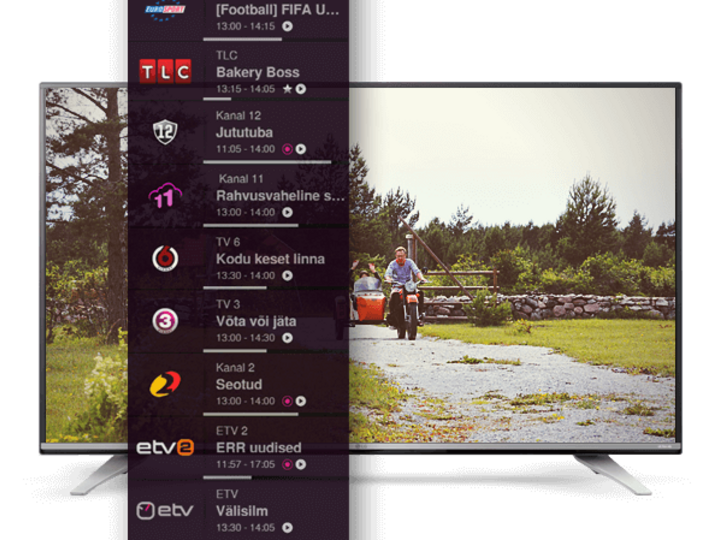 EUROSPORT
[Football] FIFA U...
13:00 - 14:15
TLC
TLC
Bakery Boss
13:15 - 14:05
12
Kanal 12
Jututuba
11:05 - 14:00
11
Kanal 11
Rahvusvaheline s...
13:00 - 14:00
6
TV 6
Kodu keset linna
13:30 - 14:00
3
TV 3
Võta või jäta
13:00 - 14:30
2
Kanal 2
Seotud
13:00 - 14:00
etv2
ETV 2
ERR uudised
11:57 - 17:05
etv
ETV
Välisilm
13:30 - 14:05